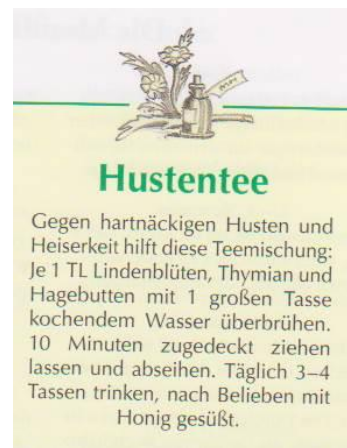 Hustentee
Gegen hartnäckigen Husten und
Heiserkeit hilft diese Teemischung:
Je 1 TL Lindenblüten, Thymian und
Hagebutten mit 1 großen Tasse
kochendem Wasser überbrühen.
10 Minuten zugedeckt ziehen
lassen und abseihen. Täglich 3–4
Tassen trinken, nach Belieben mit
Honig gesüßt.